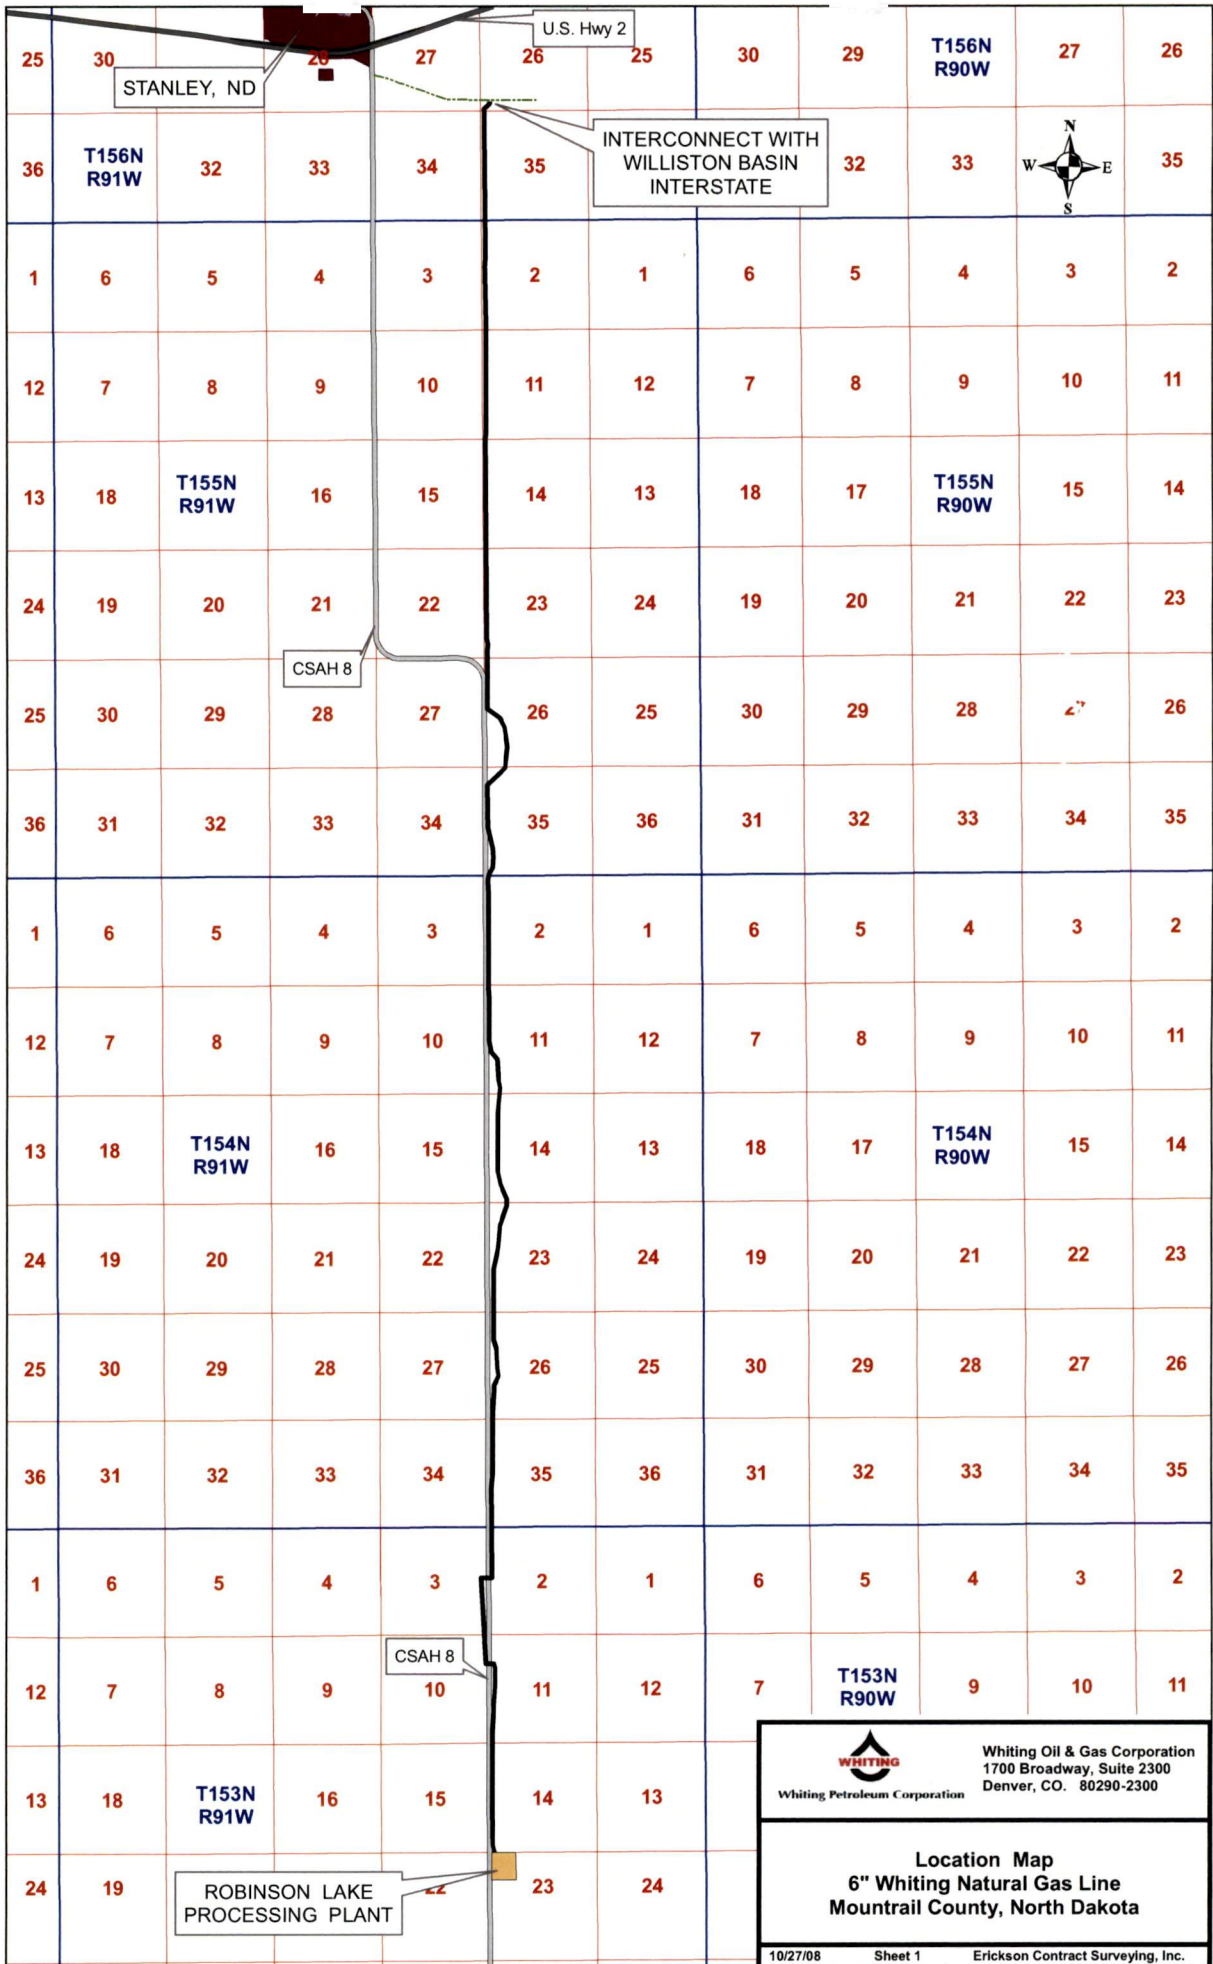 U.S. Hwy 2
25 30 28 27 26 25 30 29 T156N 27 26
R90W
STANLEY, ND
INTERCONNECT WITH
WILLISTON BASIN
INTERSTATE
N
W E
S
36 T156N 32 33 34 35 32 33 35
R91W
1 6 5 4 3 2 1 6 5 4 3 2
12 7 8 9 10 11 12 7 8 9 10 11
13 18 T155N 16 15 14 13 18 17 T155N 15 14
R91W R90W
24 19 20 21 22 23 24 19 20 21 22 23
CSAH 8
25 30 29 28 27 26 25 30 29 28 26
36 31 32 33 34 35 36 31 32 33 34 35
1 6 5 4 3 2 1 6 5 4 3 2
12 7 8 9 10 11 12 7 8 9 10 11
13 18 T154N 16 15 14 13 18 17 T154N 15 14
R91W R90W
24 19 20 21 22 23 24 19 20 21 22 23
25 30 29 28 27 26 25 30 29 28 27 26
36 31 32 33 34 35 36 31 32 33 34 35
1 6 5 4 3 2 1 6 5 4 3 2
CSAH 8
12 7 8 9 10 11 12 7 T153N 9 10 11
R90W
13 18 T153N 16 15 14 13
R91W
24 19 22 23 24
ROBINSON LAKE
PROCESSING PLANT
WHITING
Whiting Petroleum Corporation
Whiting Oil & Gas Corporation
1700 Broadway, Suite 2300
Denver, CO. 80290-2300
Location Map
6" Whiting Natural Gas Line
Mountrail County, North Dakota
10/27/08 Sheet 1 Erickson Contract Surveying, Inc.